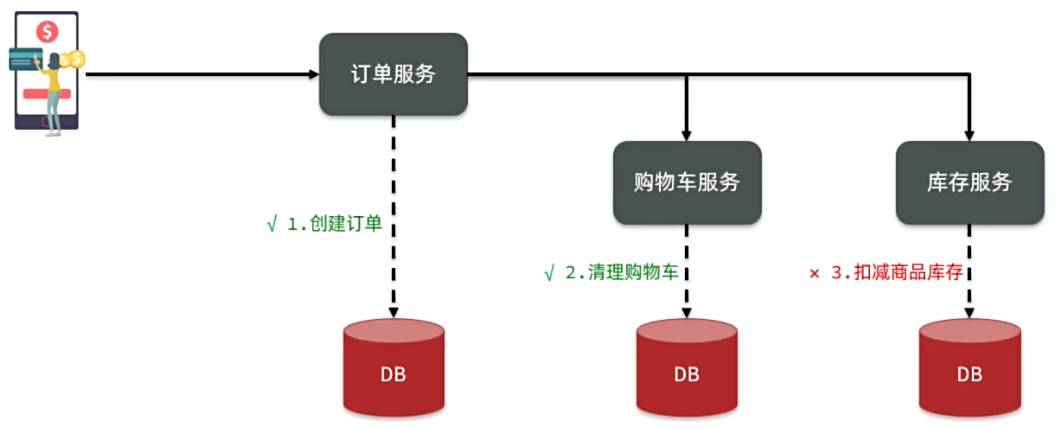 订单服务
购物车服务
库存服务
√ 1.创建订单
√ 2.清理购物车
× 3.扣减商品库存
DB
DB
DB
$
$
$